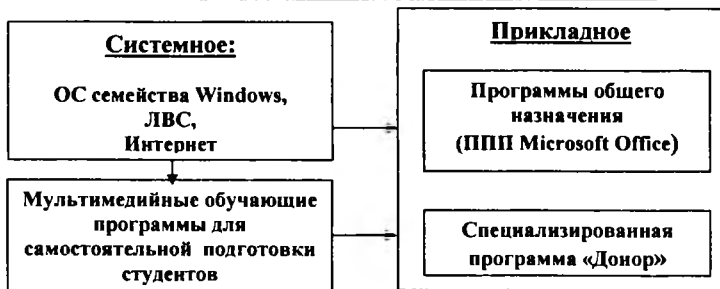 Системное:
ОС семейства Windows,
ЛВС,
Интернет
Мультимедийные обучающие
программы для
самостоятельной подготовки
студентов
Прикладное
Программы общего
назначения
(ППП Microsoft Office)
Специализированная
программа «Донор»